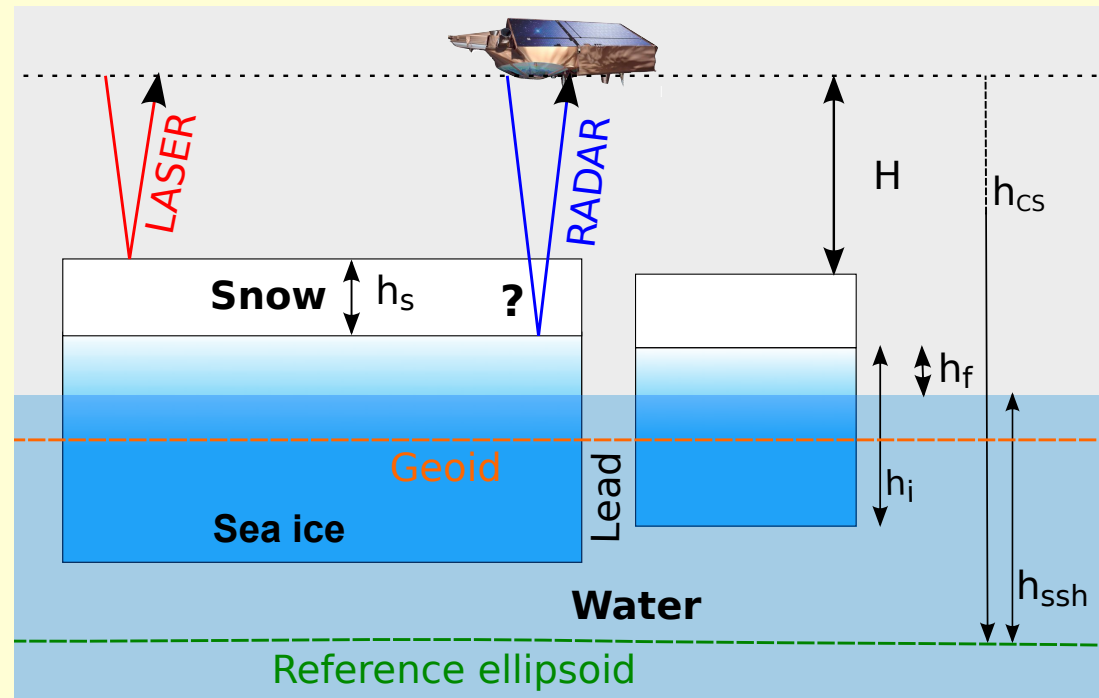 LASER
RADAR
H
hCS
Snow
hs
?
hf
Geoid
hi
Lead
Sea ice
hssh
Water
Reference ellipsoid